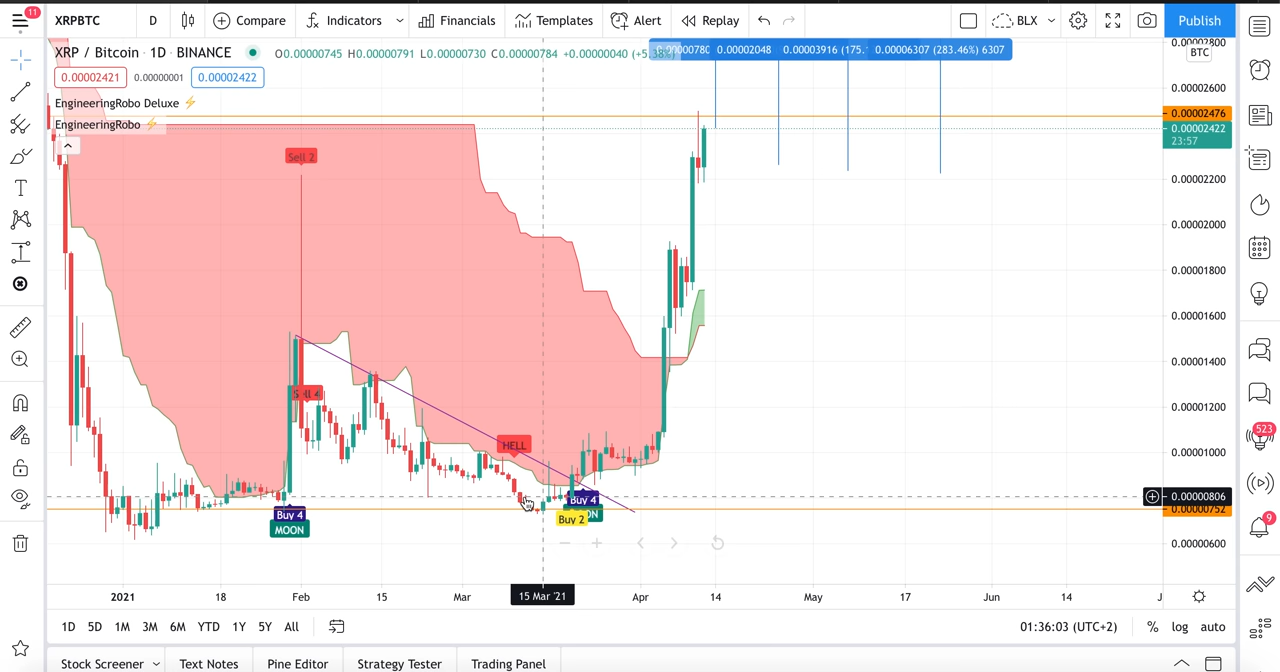 11
XRPBTC D Compare Indicators Financials Templates Alert Replay BLX Publish
XRP / Bitcoin · 1D · BINANCE O0.00000745 H0.00000791 L0.00000730 C0.00000784 +0.00000040 (+5.38%)
0.00002048 0.00003916 (175. 0.00006307 (283.46%) 6307
0.00002421 0.00000001 0.00002422
EngineeringRobo Deluxe ⚡
EngineeringRobo ⚡
Sell 2
Sell 4
HELL
Buy 4
MOON
Buy 4
Buy 2
0.00002800
BTC
0.00002600
0.00002476
0.00002422
23:57
0.00002200
0.00002000
0.00001800
0.00001600
0.00001400
0.00001200
0.00001000
0.00000806
0.00000752
0.00000600
2021 18 Feb 15 Mar 15 Mar '21 Apr 14 May 17 Jun 14 J
1D 5D 1M 3M 6M YTD 1Y 5Y All 01:36:03 (UTC+2) % log auto
Stock Screener Text Notes Pine Editor Strategy Tester Trading Panel
523
9